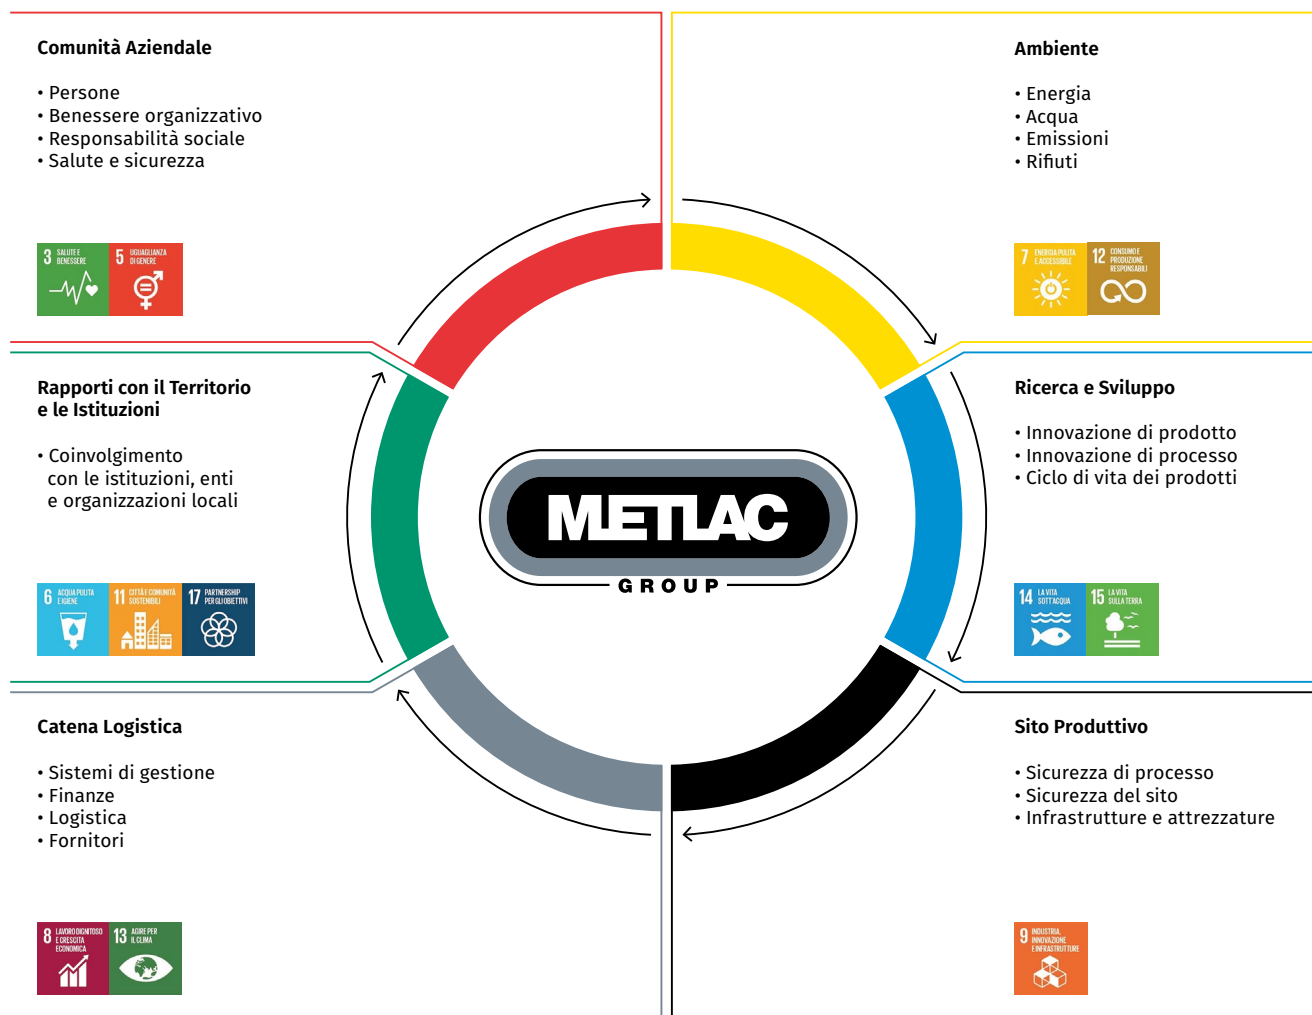 Comunità Aziendale
• Persone
• Benessere organizzativo
• Responsabilità sociale
• Salute e sicurezza
3 SALUTE E
BENESSERE
5 UGUAGLIANZA
DI GENERE
Ambiente
• Energia
• Acqua
• Emissioni
• Rifiuti
7 ENERGIA PULITA
E ACCESSIBILE
12 CONSUMO E
PRODUZIONE
RESPONSABILI
Rapporti con il Territorio
e le Istituzioni
• Coinvolgimento
con le istituzioni, enti
e organizzazioni locali
6 ACQUA PULITA
E IGIENE
11 CITTÀ E COMUNITÀ
SOSTENIBILI
17 PARTNERSHIP
PER GLI OBIETTIVI
METLAC
GROUP
Ricerca e Sviluppo
• Innovazione di prodotto
• Innovazione di processo
• Ciclo di vita dei prodotti
14 LA VITA
SOTT'ACQUA
15 LA VITA
SULLA TERRA
Catena Logistica
• Sistemi di gestione
• Finanze
• Logistica
• Fornitori
8 LAVORO DIGNITOSO
E CRESCITA
ECONOMICA
13 AGIRE PER
IL CLIMA
Sito Produttivo
• Sicurezza di processo
• Sicurezza del sito
• Infrastrutture e attrezzature
9 INDUSTRIA,
INNOVAZIONE
E INFRASTRUTTURE